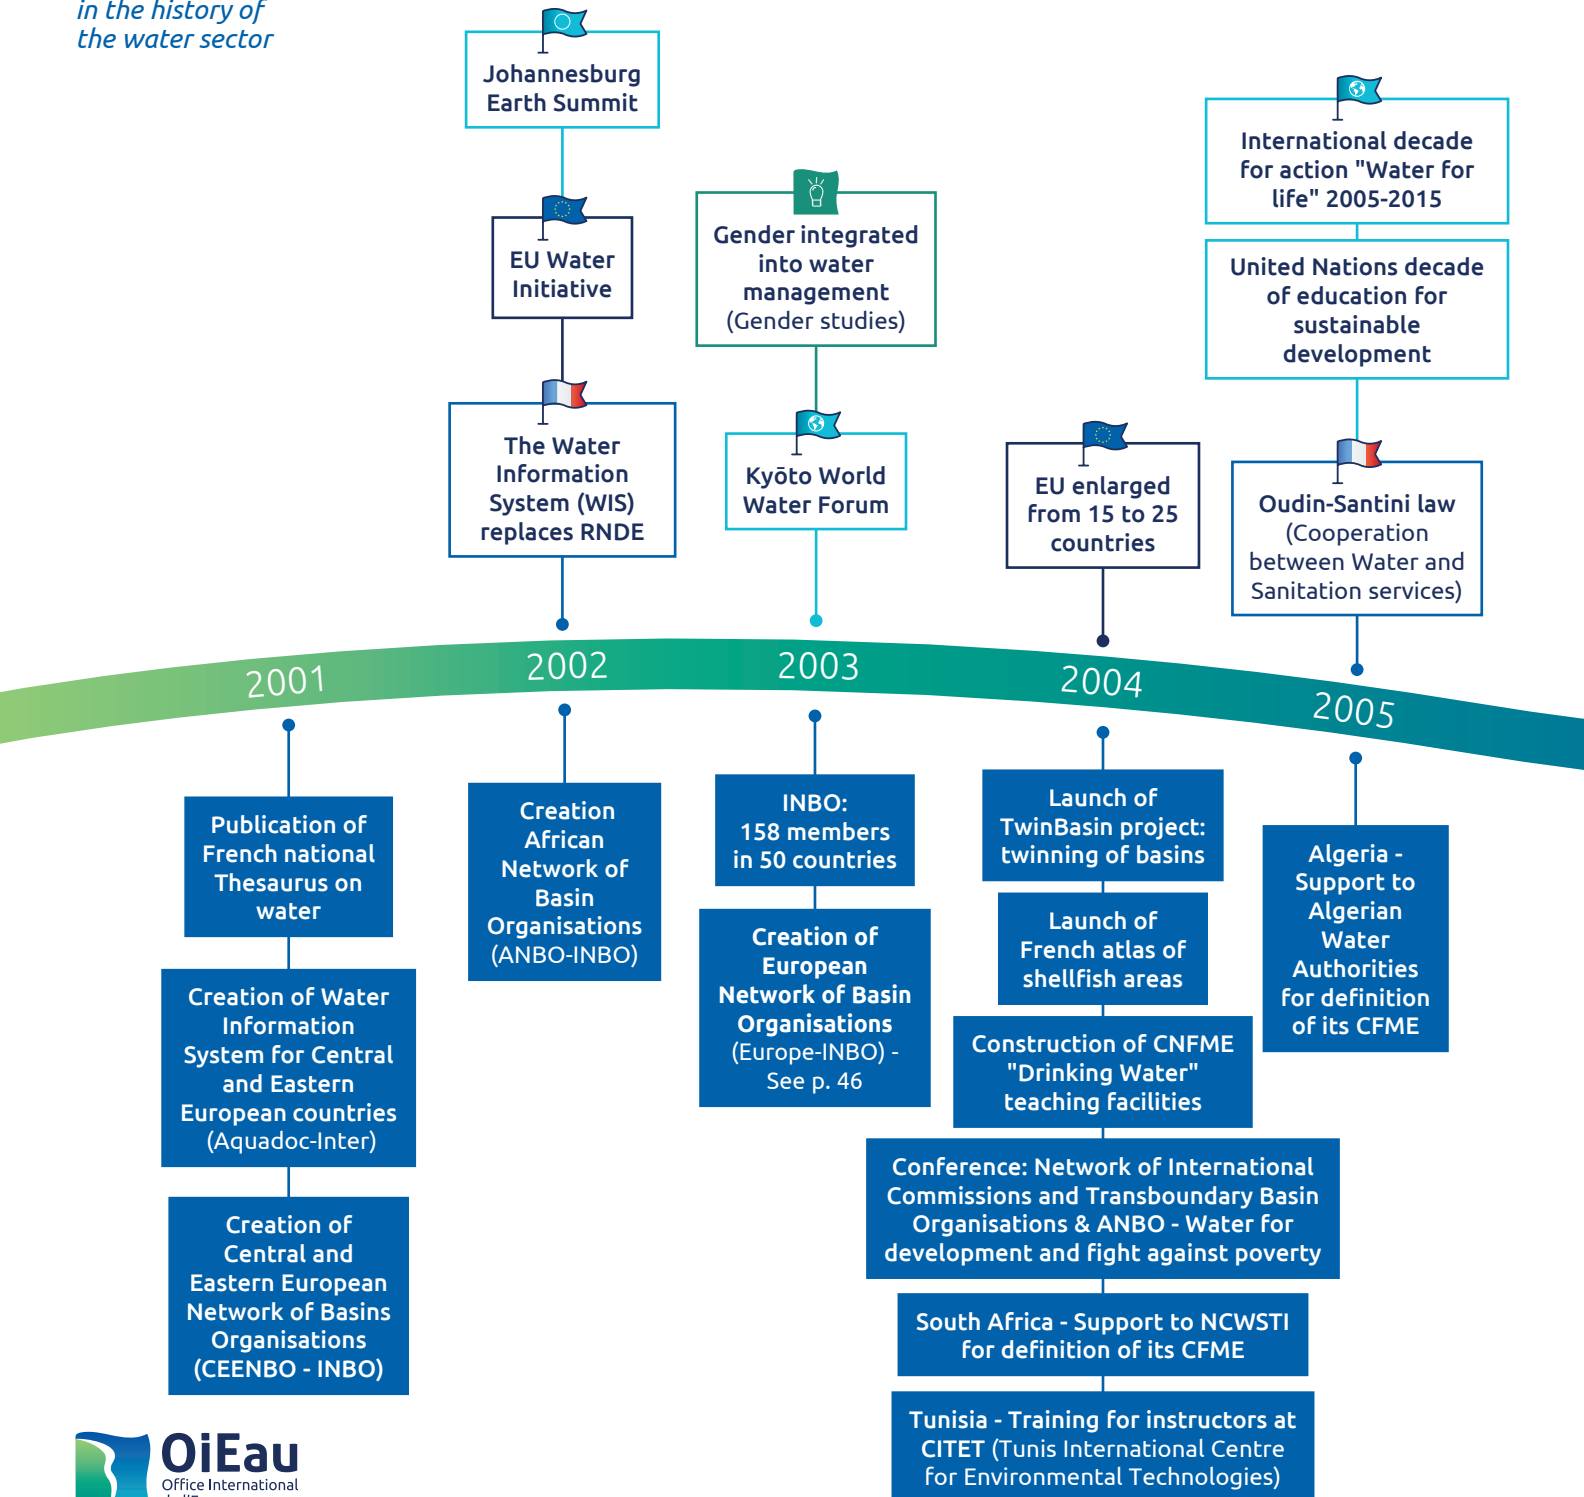 in the history of
the water sector
Johannesburg
Earth Summit
EU Water
Initiative
The Water
Information
System (WIS)
replaces RNDE
Gender integrated
into water
management
(Gender studies)
Kyōto World
Water Forum
EU enlarged
from 15 to 25
countries
International decade
for action "Water for
life" 2005-2015
United Nations decade
of education for
sustainable
development
Oudin-Santini law
(Cooperation
between Water and
Sanitation services)
2001
2002
2003
2004
2005
Publication of
French national
Thesaurus on
water
Creation of Water
Information
System for Central
and Eastern
European countries
(Aquadoc-Inter)
Creation of
Central and
Eastern European
Network of Basins
Organisations
(CEENBO - INBO)
Creation
African
Network of
Basin
Organisations
(ANBO-INBO)
INBO:
158 members
in 50 countries
Creation of
European
Network of Basin
Organisations
(Europe-INBO) -
See p. 46
Launch of
TwinBasin project:
twinning of basins
Launch of
French atlas of
shellfish areas
Construction of CNFME
"Drinking Water"
teaching facilities
Conference: Network of International
Commissions and Transboundary Basin
Organisations & ANBO - Water for
development and fight against poverty
South Africa - Support to NCWSTI
for definition of its CFME
Tunisia - Training for instructors at
CITET (Tunis International Centre
for Environmental Technologies)
Algeria -
Support to
Algerian
Water
Authorities
for definition
of its CFME
OiEau
Office International